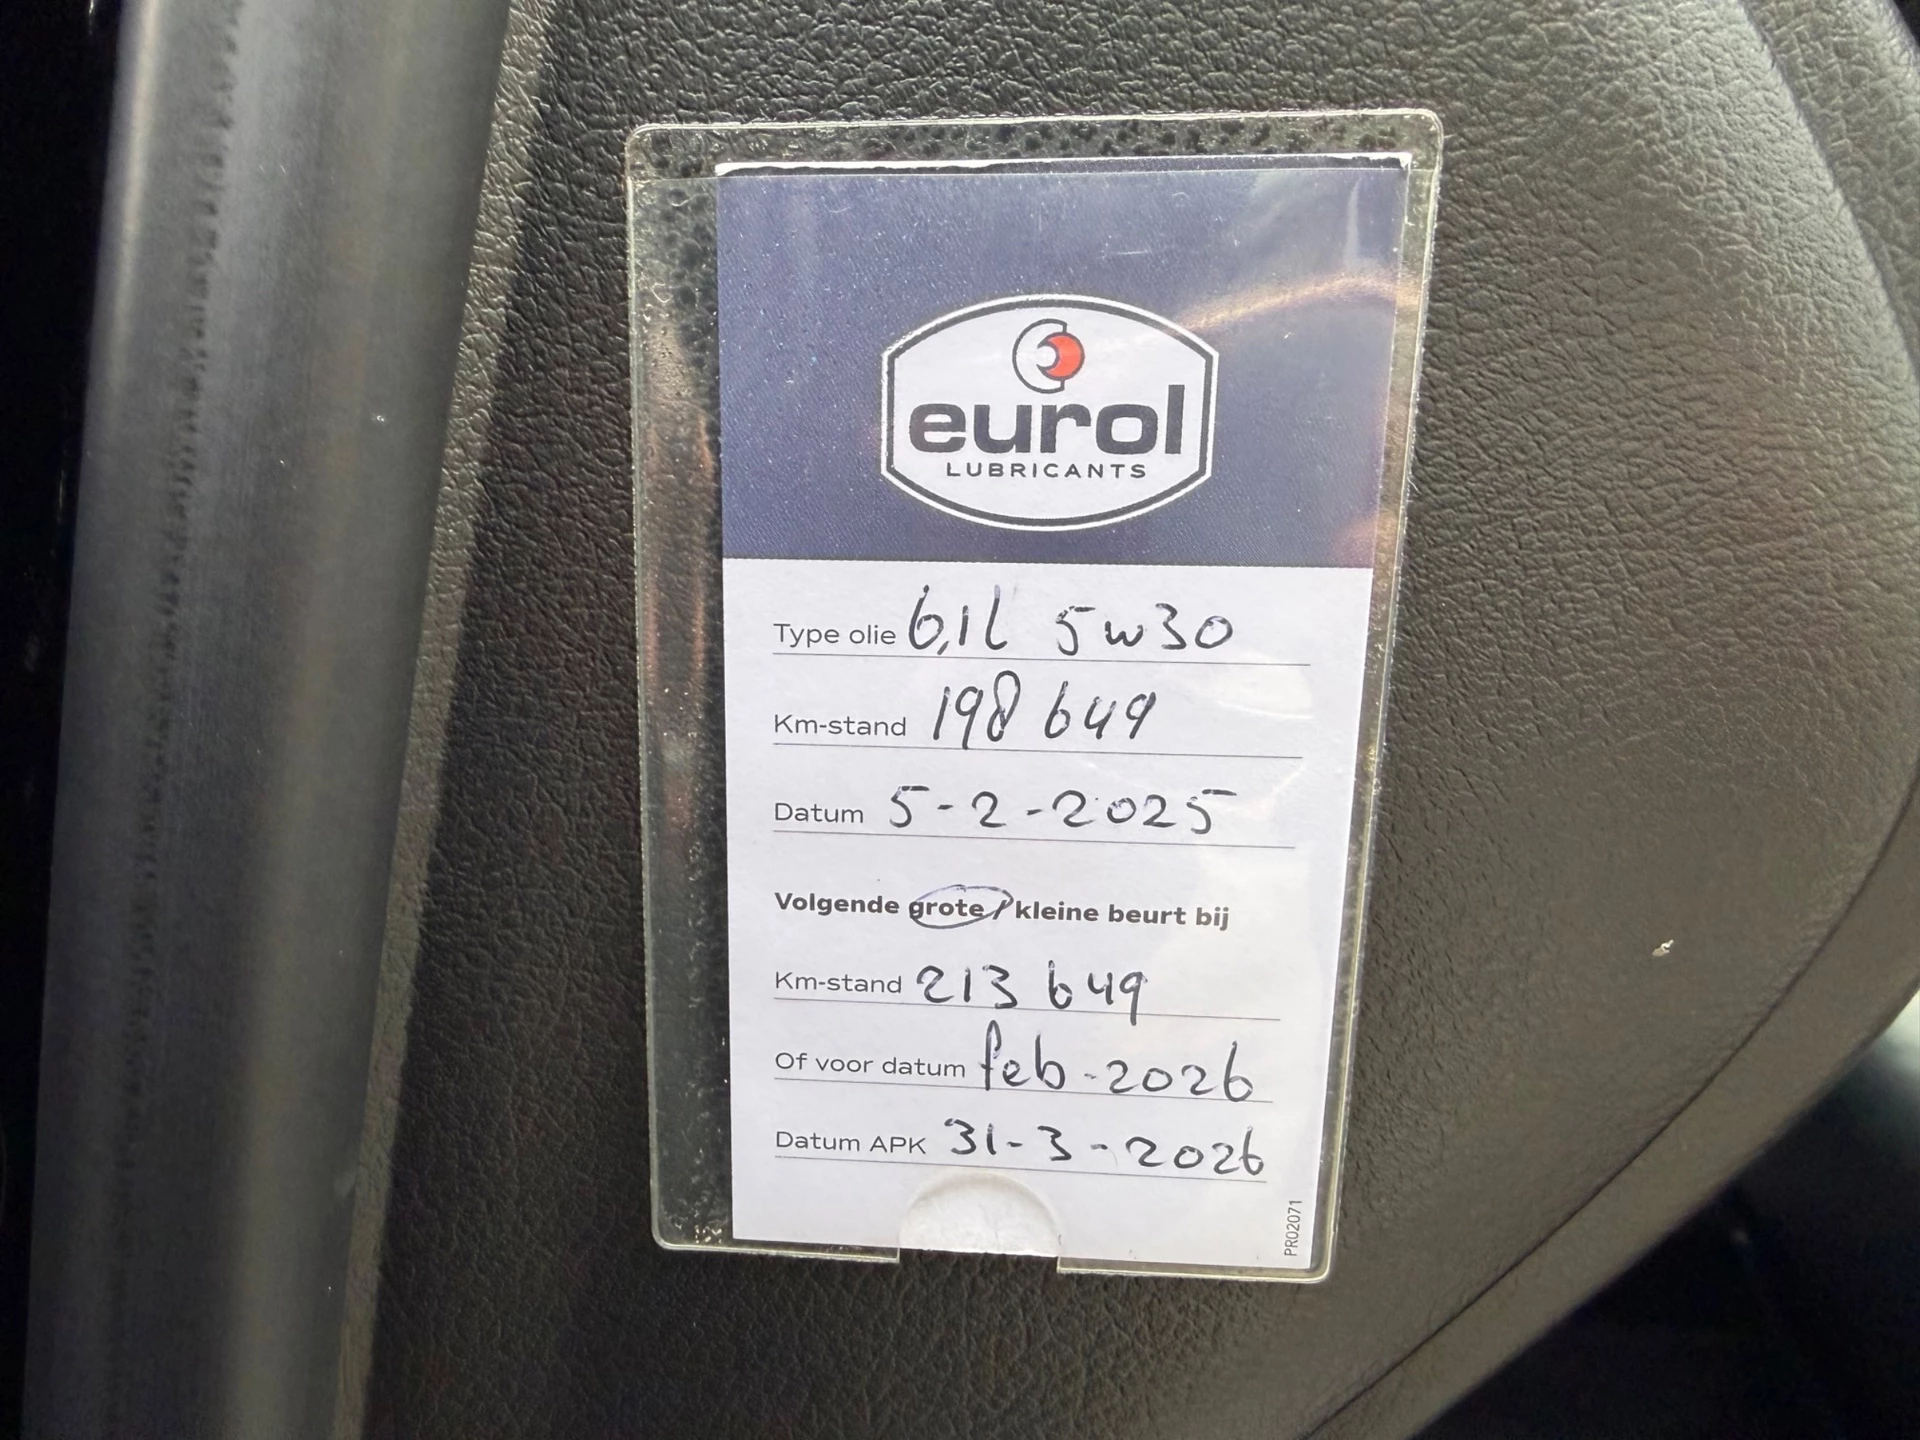 eurol
LUBRICANTS
Type olie 6,1l 5w30
Km-stand 198 649
Datum 5-2-2025
Volgende grote / kleine beurt bij
Km-stand 213 649
Of voor datum feb-2026
Datum APK 31-3-2026
PR02071